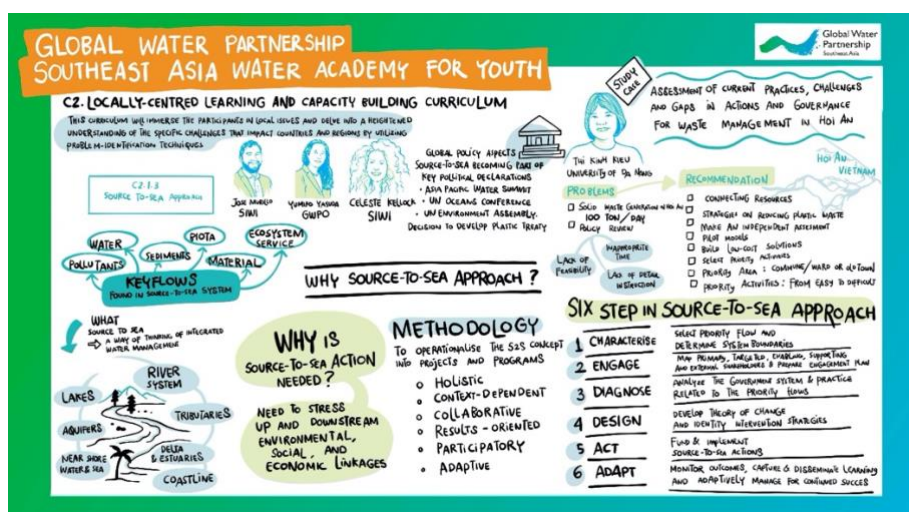 GLOBAL WATER PARTNERSHIP
SOUTHEAST ASIA WATER ACADEMY FOR YOUTH
Global Water
Partnership
Southeast Asia
C2. LOCALLY-CENTRED LEARNING AND CAPACITY BUILDING CURRICULUM
THIS CURRICULUM WILL IMMERSE THE PARTICIPANTS IN LOCAL ISSUES AND DELVE INTO A HEIGHTENED
UNDERSTANDING OF THE SPECIFIC CHALLENGES THAT IMPACT COUNTRIES AND REGIONS BY UTILISING
PROBLEM-IDENTIFICATION TECHNIQUES
C2.1.3
SOURCE TO SEA APPROACH
JOSE
SIWI
YUMIKO YASUDA
GWPO
CELESTE KELLOCK
SIWI
GLOBAL POLICY ASPECTS
SOURCE-TO-SEA BECOMING PART OF
KEY POLITICAL DECLARATIONS
• ASIA PACIFIC WATER SUMMIT
• UN OCEANS CONFERENCE
• UN ENVIRONMENT ASSEMBLY.
DECISION TO DEVELOP PLASTIC TREATY
STUDY
CASE
ASSESSMENT OF CURRENT PRACTICES, CHALLENGES
AND GAPS IN ACTIONS AND GOVERNANCE
FOR WASTE MANAGEMENT IN HOI AN
THI KINH KIEU
UNIVERSITY OF DA NANG
HOI AN
VIETNAM
PROBLEMS
SOLID WASTE GENERATION IN HOI AN
100 TON/DAY
POLICY REVIEW
INAPPROPRIATE
TIME
LACK OF
FEASIBILITY
LACK OF DETAIL
INSTRUCTION
RECOMMENDATION
CONNECTING RESOURCES
STRATEGIES ON REDUCING PLASTIC WASTE
MAKE AN INDEPENDENT ASSESMENT
PILOT MODELS
BUILD LOW-COST SOLUTIONS
SELECT PRIORITY ACTIVITIES
PRIORITY AREA : COMMUNE/WARD OR OLD TOWN
PRIORITY ACTIVITIES : FROM EASY TO DIFFICULT
WATER
PIOTA
ECOSYSTEM
SERVICE
POLLUTANTS
SEDIMENTS
MATERIAL
KEYFLOWS
FOUND IN SOURCE-TO-SEA SYSTEM
WHY SOURCE-TO-SEA APPROACH ?
WHAT
SOURCE TO SEA
⇒ A WAY OF THINKING OF INTEGRATED
WATER MANAGEMENT
RIVER
SYSTEM
LAKES
TRIBUTARIES
AQUIFERS
DELTA
& ESTUARIES
NEAR SHORE
WATER & SEA
COASTLINE
WHY IS
SOURCE-TO-SEA ACTION
NEEDED ?
NEED TO STRESS
UP AND DOWNSTREAM
ENVIRONMENTAL,
SOCIAL, AND
ECONOMIC LINKAGES
METHODOLOGY
TO OPERATIONALISE THE S2S CONCEPT
INTO PROJECTS AND PROGRAMS
HOLISTIC
CONTEXT-DEPENDENT
COLLABORATIVE
RESULTS-ORIENTED
PARTICIPATORY
ADAPTIVE
SIX STEP IN SOURCE-TO-SEA APPROACH
1 CHARACTERISE
SELECT PRIORITY FLOW AND
DETERMINE SYSTEM BOUNDARIES
2 ENGAGE
MAP PRIMARY, TARGETED, ENABLING, SUPPORTING
AND EXTERNAL STAKEHOLDERS & PREPARE ENGAGEMENT PLAN
3 DIAGNOSE
ANALYZE THE GOVERNMENT SYSTEM & PRACTICE
RELATED TO THE PRIORITY FLOWS
4 DESIGN
DEVELOP THEORY OF CHANGE
AND IDENTITY INTERVENTION STRATEGIES
5 ACT
FUND & IMPLEMENT
SOURCE-TO-SEA ACTIONS
6 ADAPT
MONITOR OUTCOMES, CAPTURE & DISSEMINATE LEARNING
AND ADAPTIVELY MANAGE FOR CONTINUED SUCCES